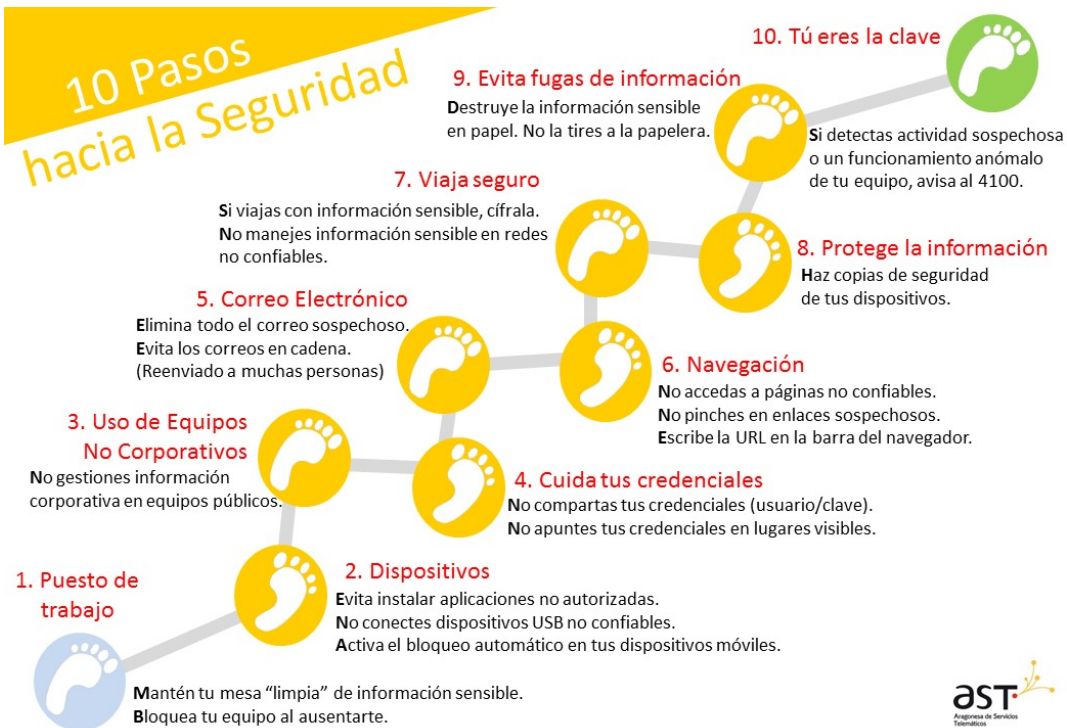 10 Pasos
hacia la Seguridad
1. Puesto de
trabajo
Mantén tu mesa “limpia” de información sensible.
Bloquea tu equipo al ausentarte.
2. Dispositivos
Evita instalar aplicaciones no autorizadas.
No conectes dispositivos USB no confiables.
Activa el bloqueo automático en tus dispositivos móviles.
3. Uso de Equipos
No Corporativos
No gestiones información
corporativa en equipos públicos.
4. Cuida tus credenciales
No compartas tus credenciales (usuario/clave).
No apuntes tus credenciales en lugares visibles.
5. Correo Electrónico
Elimina todo el correo sospechoso.
Evita los correos en cadena.
(Reenviado a muchas personas)
6. Navegación
No accedas a páginas no confiables.
No pinches en enlaces sospechosos.
Escribe la URL en la barra del navegador.
7. Viaja seguro
Si viajas con información sensible, cífrala.
No manejes información sensible en redes
no confiables.
8. Protege la información
Haz copias de seguridad
de tus dispositivos.
9. Evita fugas de información
Destruye la información sensible
en papel. No la tires a la papelera.
10. Tú eres la clave
Si detectas actividad sospechosa
o un funcionamiento anómalo
de tu equipo, avisa al 4100.
aST
Aragonesa de Servicios
Telemáticos